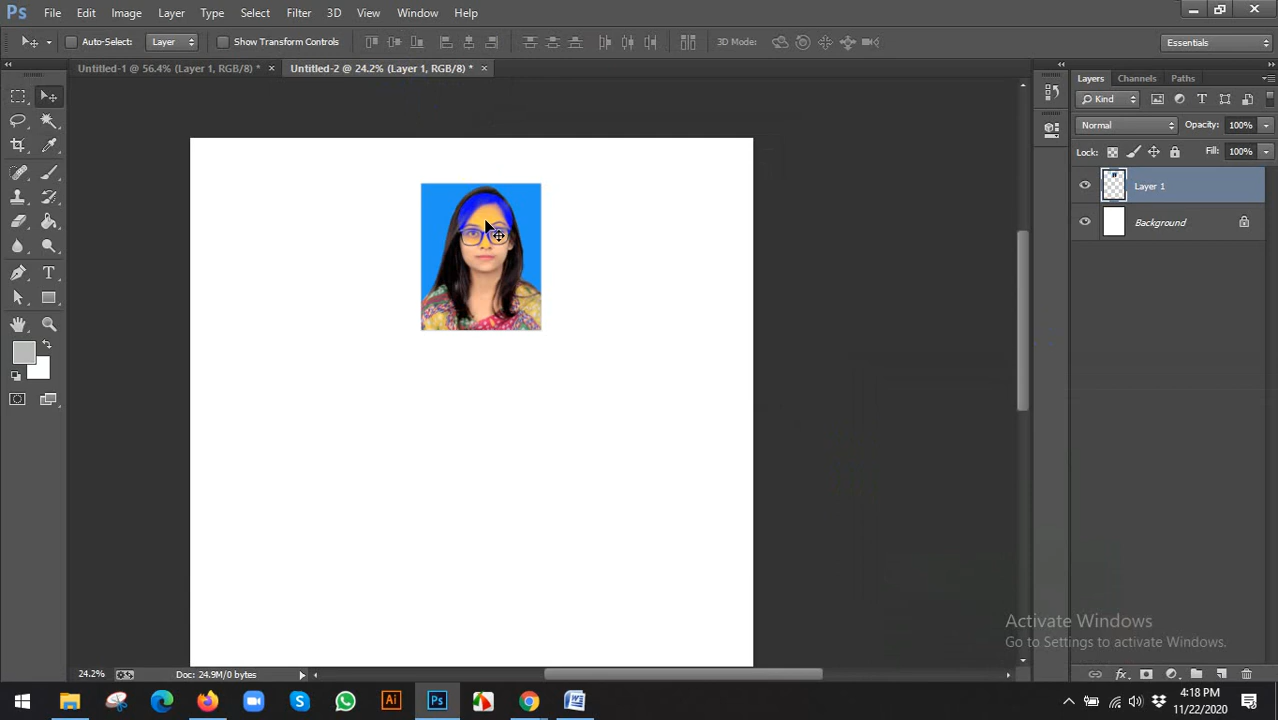 Ps File Edit Image Layer Type Select Filter 3D View Window Help
Auto-Select: Layer Show Transform Controls 3D Mode: Essentials
Untitled-1 @ 56.4% (Layer 1, RGB/8) * × Untitled-2 @ 24.2% (Layer 1, RGB/8) * ×
Layers Channels Paths
Kind
Normal Opacity: 100%
Lock: Fill: 100%
Layer 1
Background
Activate Windows
Go to Settings to activate Windows.
24.2% Doc: 24.9M/0 bytes
Ai Ps 4:18 PM
11/22/2020